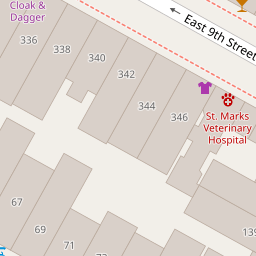 Cloak &
Dagger
336
338
340
342
344
346
East 9th Street
St. Marks
Veterinary
Hospital
67
69
71
73
139